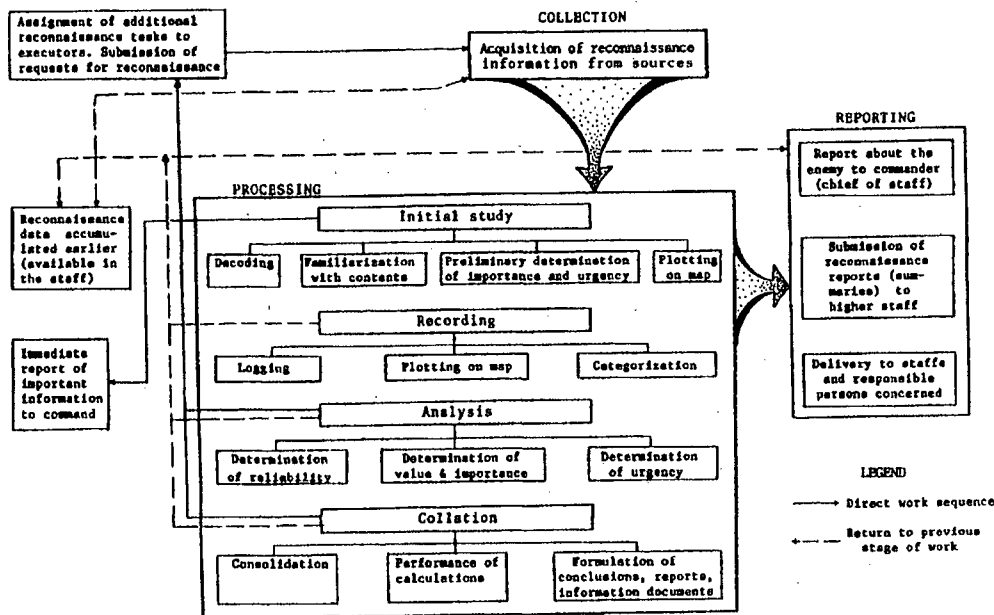 COLLECTION
Assignment of additional
reconnaissance tasks to
executors. Submission of
requests for reconnaissance
Acquisition of reconnaissance
information from sources
REPORTING
Report about the
enemy to commander
(chief of staff)
Submission of
reconnaissance
reports (sum-
maries) to
higher staff
Delivery to staffs
and responsible
persons concerned
Reconnaissance
data accumu-
lated earlier
(available in
the staff)
Immediate
report of
important
information
to command
PROCESSING
Initial study
Decoding
Familiarization
with contents
Preliminary determination
of importance and urgency
Plotting
on map
Recording
Logging
Plotting on map
Categorization
Analysis
Determination
of reliability
Determination of
value & importance
Determination
of urgency
Collation
Consolidation
Performance of
calculations
Formulation of
conclusions, reports,
information documents
LEGEND
Direct work sequence
Return to previous
stage of work